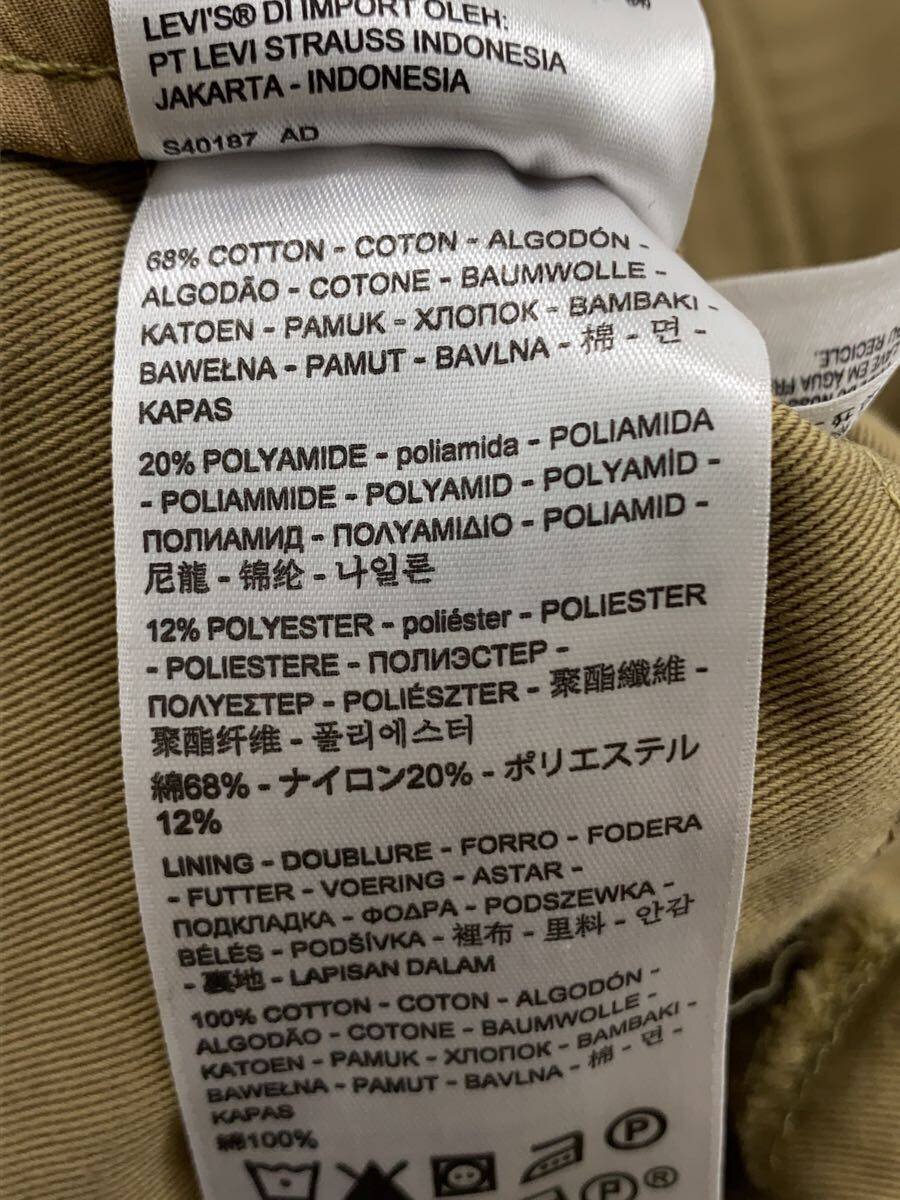 LEVI'S® DI IMPORT OLEH:
PT LEVI STRAUSS INDONESIA
JAKARTA - INDONESIA
S40187 AD
68% COTTON - COTON - ALGODÓN -
ALGODÃO - COTONE - BAUMWOLLE -
KATOEN - PAMUK - ХЛОПОК - ΒΑΜΒΑΚΙ -
BAWEŁNA - PAMUT - BAVLNA - 棉 - 면 -
KAPAS
20% POLYAMIDE - poliamida - POLIAMIDA
- POLIAMMIDE - POLYAMID - POLYAMİD -
ПОЛИАМИД - ΠΟΛΥΑΜΙΔΙΟ - POLIAMID -
尼龍 - 锦纶 - 나일론
12% POLYESTER - poliéster - POLIESTER
- POLIESTERE - ПОЛИЭСТЕР -
ΠΟΛΥΕΣΤΕΡ - POLIÉSZTER - 聚酯纖維 -
聚酯纤维 - 폴리에스터
綿68% - ナイロン20% - ポリエステル
12%
LINING - DOUBLURE - FORRO - FODERA
- FUTTER - VOERING - ASTAR -
ПОДКЛАДКА - ΦΟΔΡΑ - PODSZEWKA -
BÉLÉS - PODŠÍVKA - 裡布 - 里料 - 안감
- 裏地 - LAPISAN DALAM
100% COTTON - COTON - ALGODÓN -
ALGODÃO - COTONE - BAUMWOLLE -
KATOEN - PAMUK - ХЛОПОК - ΒΑΜΒΑΚΙ -
BAWEŁNA - PAMUT - BAVLNA - 棉 - 면 -
KAPAS
綿100%
P
P ®
RECICLE.
EM ÁGUA